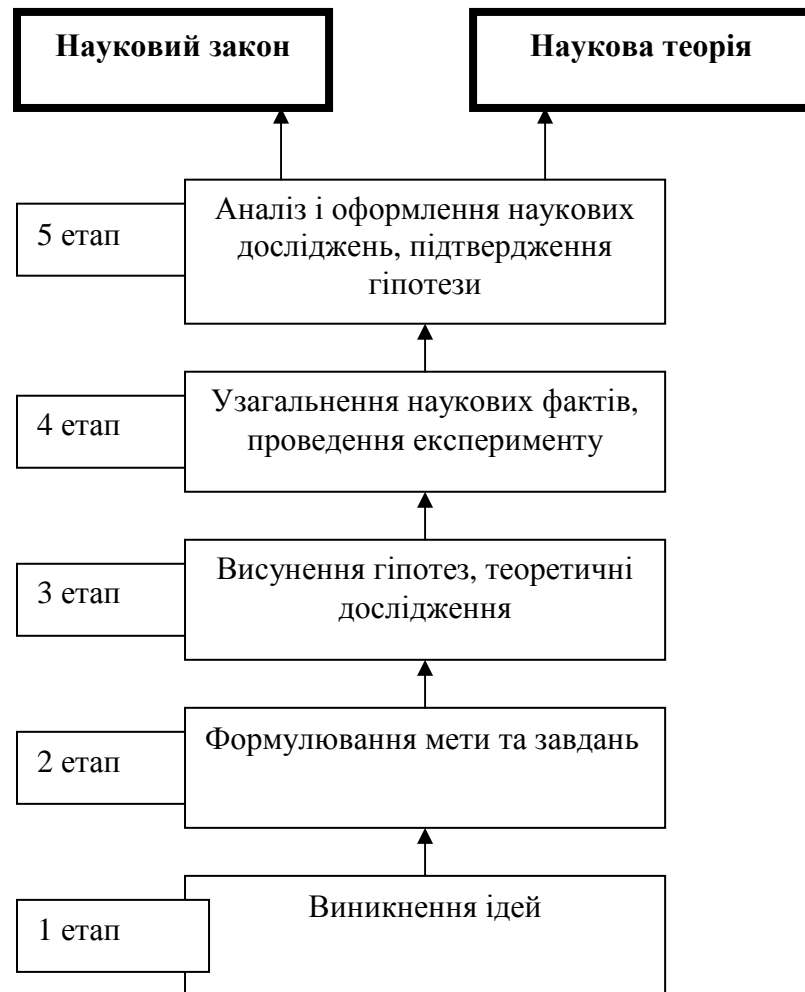 Науковий закон
Наукова теорія
5 етап
Аналіз і оформлення наукових
досліджень, підтвердження
гіпотези
4 етап
Узагальнення наукових фактів,
проведення експерименту
3 етап
Висунення гіпотез, теоретичні
дослідження
2 етап
Формулювання мети та завдань
1 етап
Виникнення ідей